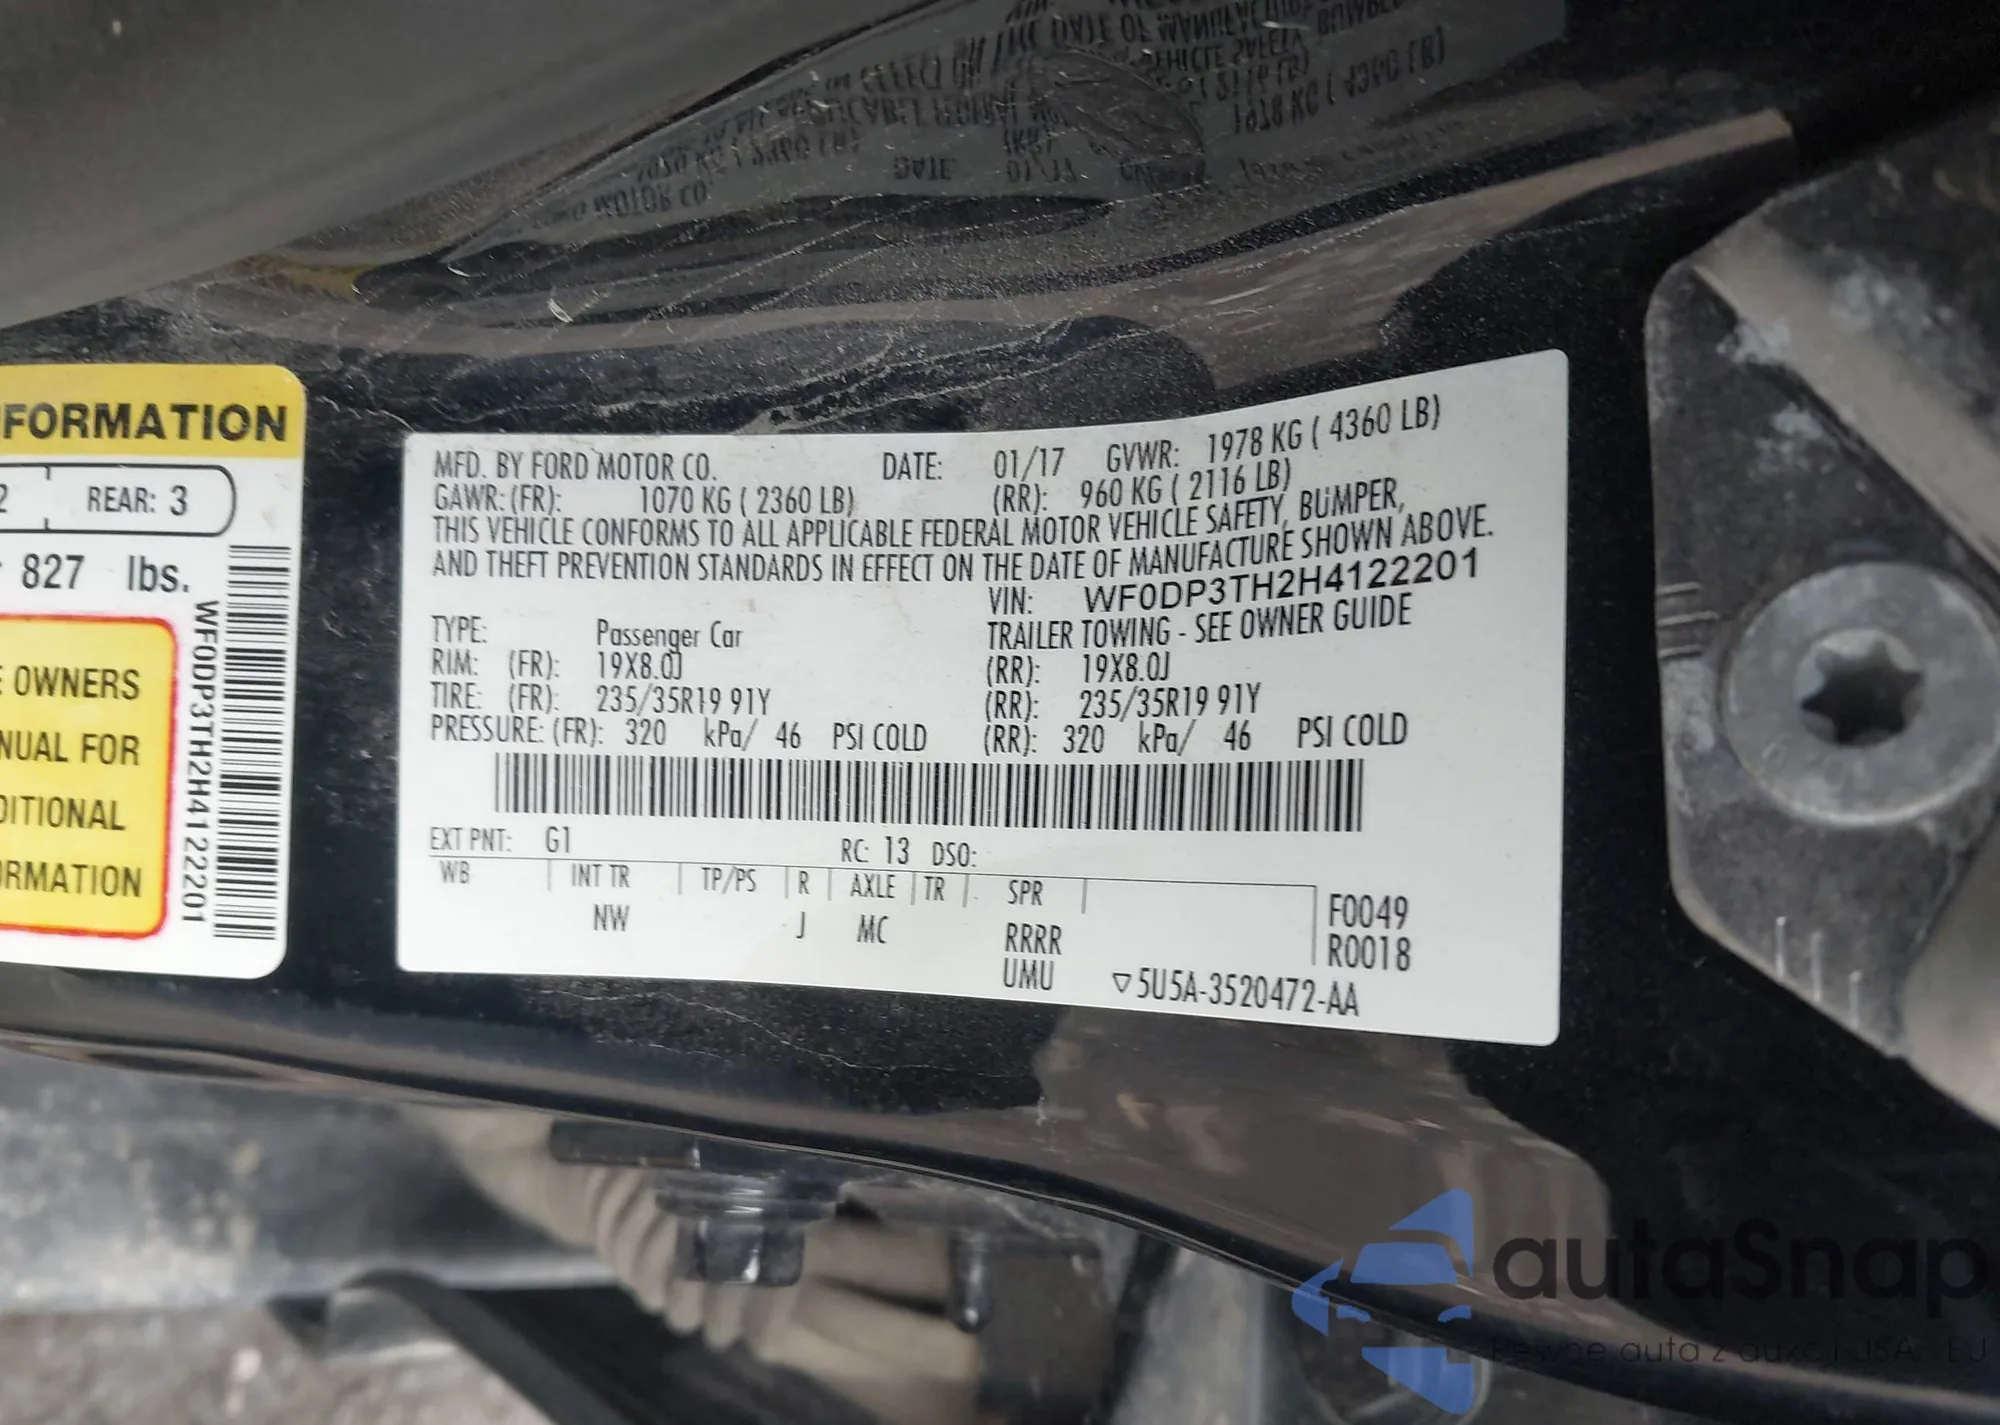 FORMATION
2 REAR: 3
827 lbs.
WF0DP3TH2H4122201
OWNERS
NUAL FOR
DITIONAL
ORMATION
MFD. BY FORD MOTOR CO. DATE: 01/17 GVWR: 1978 KG ( 4360 LB)
GAWR: (FR): 1070 KG ( 2360 LB) (RR): 960 KG ( 2116 LB)
THIS VEHICLE CONFORMS TO ALL APPLICABLE FEDERAL MOTOR VEHICLE SAFETY, BUMPER,
AND THEFT PREVENTION STANDARDS IN EFFECT ON THE DATE OF MANUFACTURE SHOWN ABOVE.
VIN: WF0DP3TH2H4122201
TYPE: Passenger Car TRAILER TOWING - SEE OWNER GUIDE
RIM: (FR): 19X8.0J (RR): 19X8.0J
TIRE: (FR): 235/35R19 91Y (RR): 235/35R19 91Y
PRESSURE: (FR): 320 kPa/ 46 PSI COLD (RR): 320 kPa/ 46 PSI COLD
EXT PNT: G1 RC: 13 DSO:
WB INT TR TP/PS R AXLE TR SPR
NW J MC RRRR
UMU
F0049
R0018
▽5U5A-3520472-AA
autaSnap
Pewne auta z aukcji USA i EU